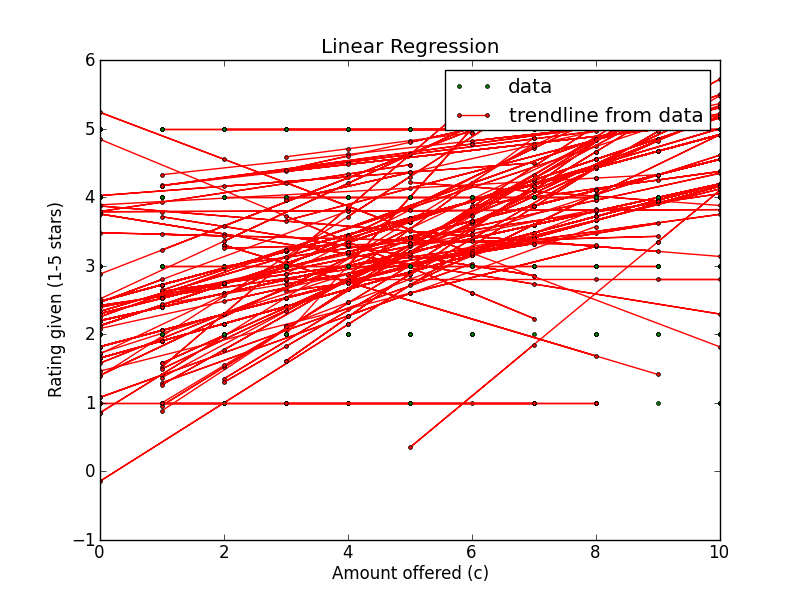 Linear Regression
data
trendline from data
6
5
4
3
2
1
0
−1
Rating given (1-5 stars)
0 2 4 6 8 10
Amount offered (c)